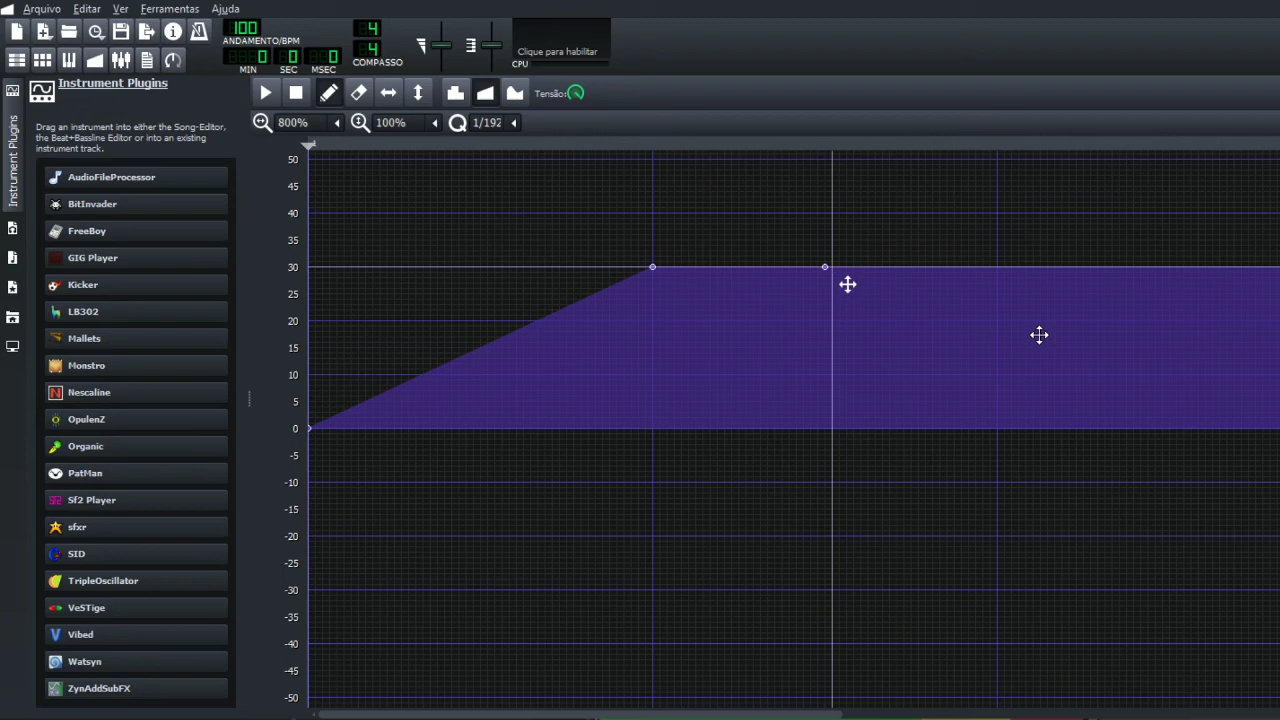 Arquivo Editar Ver Ferramentas Ajuda
100
ANDAMENTO/BPM
0 0 0
MIN SEC MSEC
4
4
COMPASSO
Clique para habilitar
CPU
Instrument Plugins
Instrument Plugins
Drag an instrument into either the Song-Editor,
the Beat+Bassline Editor or into an existing
instrument track.
AudioFileProcessor
BitInvader
FreeBoy
GIG Player
Kicker
LB302
Mallets
Monstro
Nescaline
OpulenZ
Organic
PatMan
Sf2 Player
sfxr
SID
TripleOscillator
VeSTige
Vibed
Watsyn
ZynAddSubFX
Tensão:
800% 100% 1/192
50
45
40
35
30
25
20
15
10
5
0
-5
-10
-15
-20
-25
-30
-35
-40
-45
-50